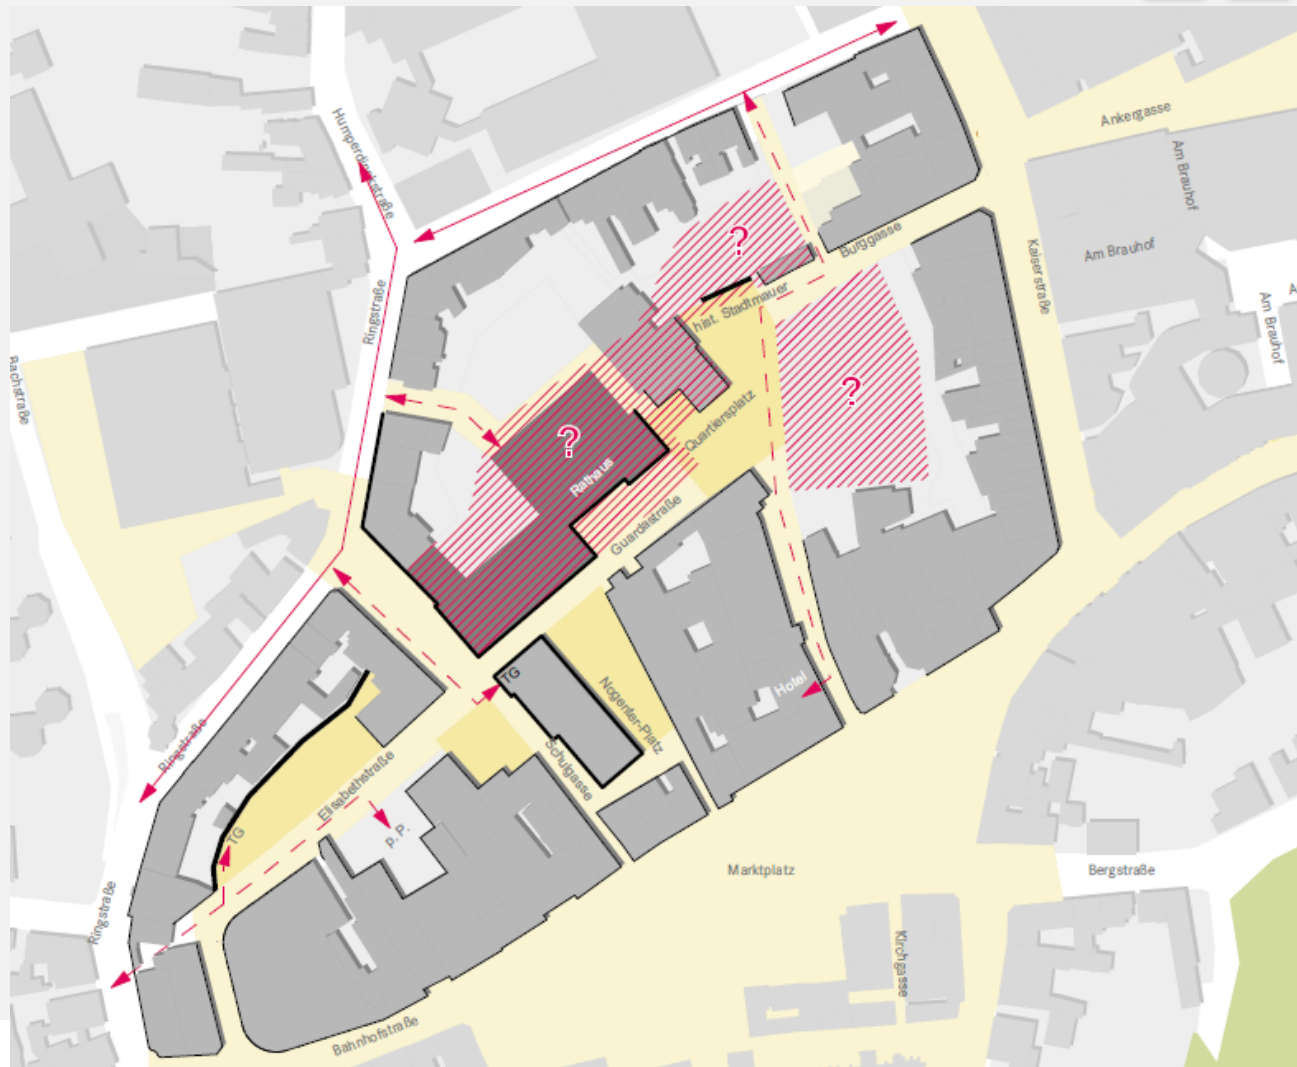 Humperdinckstraße
Ankergasse
Am Brauhof
?
Burggasse
Am Brauhof
Kaiserstraße
Ringstraße
hist. Stadtmauer
Am Brauhof
A
Bachstraße
?
Quartiersplatz
?
Rathaus
Guardastraße
TG
Hotel
Nogenter-Platz
Ringstraße
Schulgasse
Elisabethstraße
TG
p. P.
Marktplatz
Bergstraße
Ringstraße
Kirchgasse
Bahnhofstraße